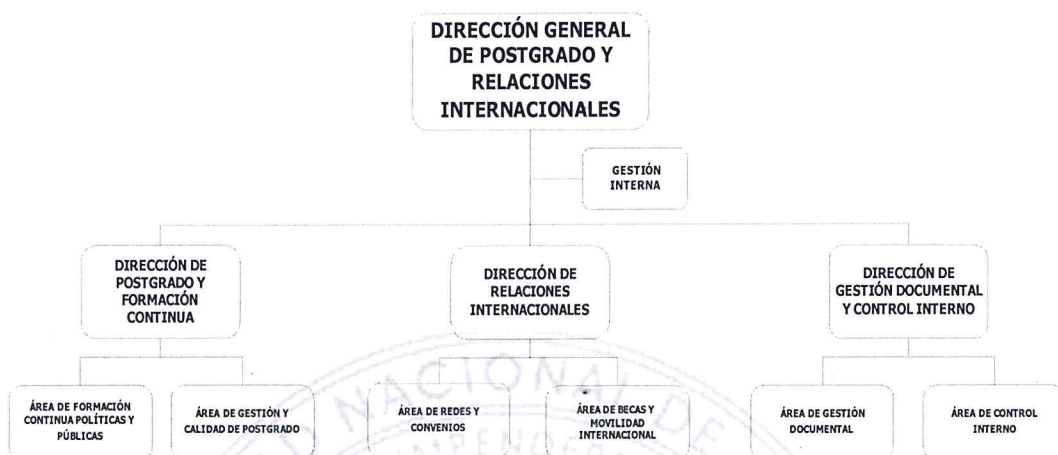 DIRECCIÓN GENERAL
DE POSTGRADO Y
RELACIONES
INTERNACIONALES
GESTIÓN
INTERNA
DIRECCIÓN DE
POSTGRADO Y
FORMACIÓN
CONTINUA
DIRECCIÓN DE
RELACIONES
INTERNACIONALES
DIRECCIÓN DE
GESTIÓN DOCUMENTAL
Y CONTROL INTERNO
ÁREA DE FORMACIÓN
CONTINUA POLÍTICAS Y
PÚBLICAS
ÁREA DE GESTIÓN Y
CALIDAD DE POSTGRADO
ÁREA DE REDES Y
CONVENIOS
ÁREA DE BECAS Y
MOVILIDAD
INTERNACIONAL
ÁREA DE GESTIÓN
DOCUMENTAL
ÁREA DE CONTROL
INTERNO
NACIONAL DE